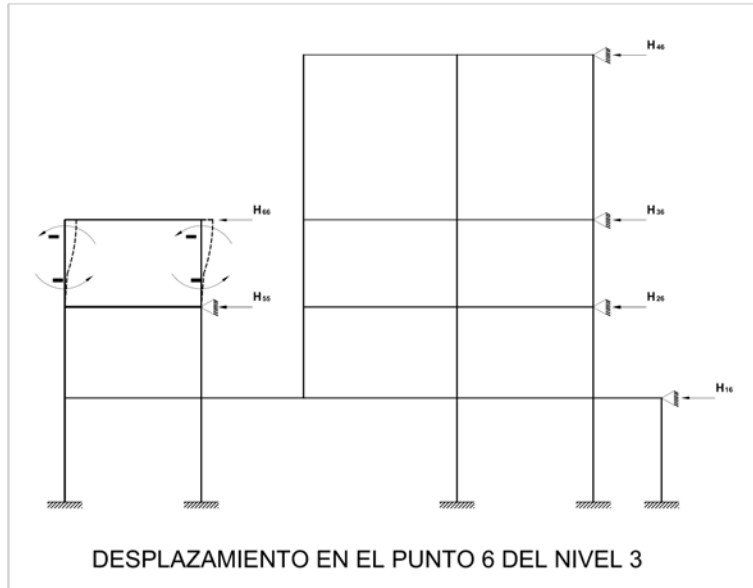 H46
H66
H36
H55
H26
H16
DESPLAZAMIENTO EN EL PUNTO 6 DEL NIVEL 3